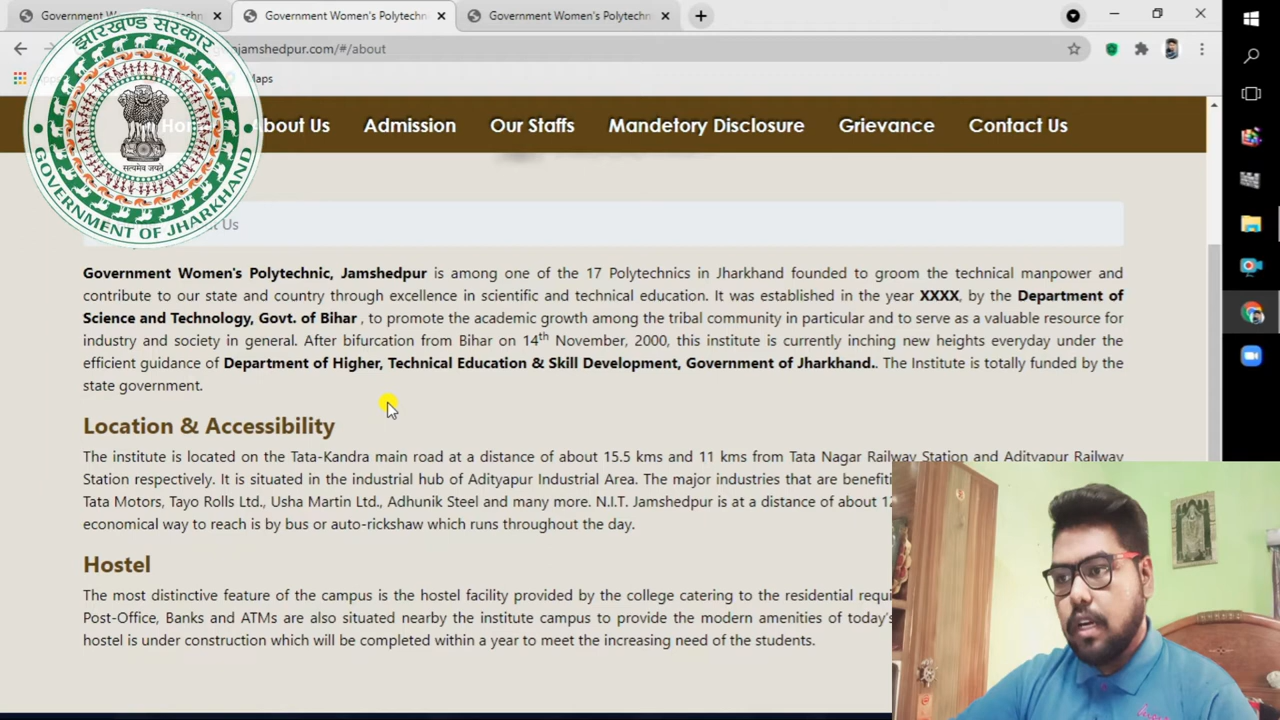 Government Wom
Government Women's Polytechn
Government Women's Polytechn
jamshedpur.com/#/about
Maps
झारखण्ड सरकार
सत्यमेव जयते
GOVERNMENT OF JHARKHAND
About Us
Admission
Our Staffs
Mandetory Disclosure
Grievance
Contact Us
Us
Government Women's Polytechnic, Jamshedpur is among one of the 17 Polytechnics in Jharkhand founded to groom the technical manpower and
contribute to our state and country through excellence in scientific and technical education. It was established in the year XXXX, by the Department of
Science and Technology, Govt. of Bihar , to promote the academic growth among the tribal community in particular and to serve as a valuable resource for
industry and society in general. After bifurcation from Bihar on 14th November, 2000, this institute is currently inching new heights everyday under the
efficient guidance of Department of Higher, Technical Education & Skill Development, Government of Jharkhand.. The Institute is totally funded by the
state government.
Location & Accessibility
The institute is located on the Tata-Kandra main road at a distance of about 15.5 kms and 11 kms from Tata Nagar Railway Station and Adityapur Railway
Station respectively. It is situated in the industrial hub of Adityapur Industrial Area. The major industries that are benefiti
Tata Motors, Tayo Rolls Ltd., Usha Martin Ltd., Adhunik Steel and many more. N.I.T. Jamshedpur is at a distance of about 12
economical way to reach is by bus or auto-rickshaw which runs throughout the day.
Hostel
The most distinctive feature of the campus is the hostel facility provided by the college catering to the residential requi
Post-Office, Banks and ATMs are also situated nearby the institute campus to provide the modern amenities of today's
hostel is under construction which will be completed within a year to meet the increasing need of the students.